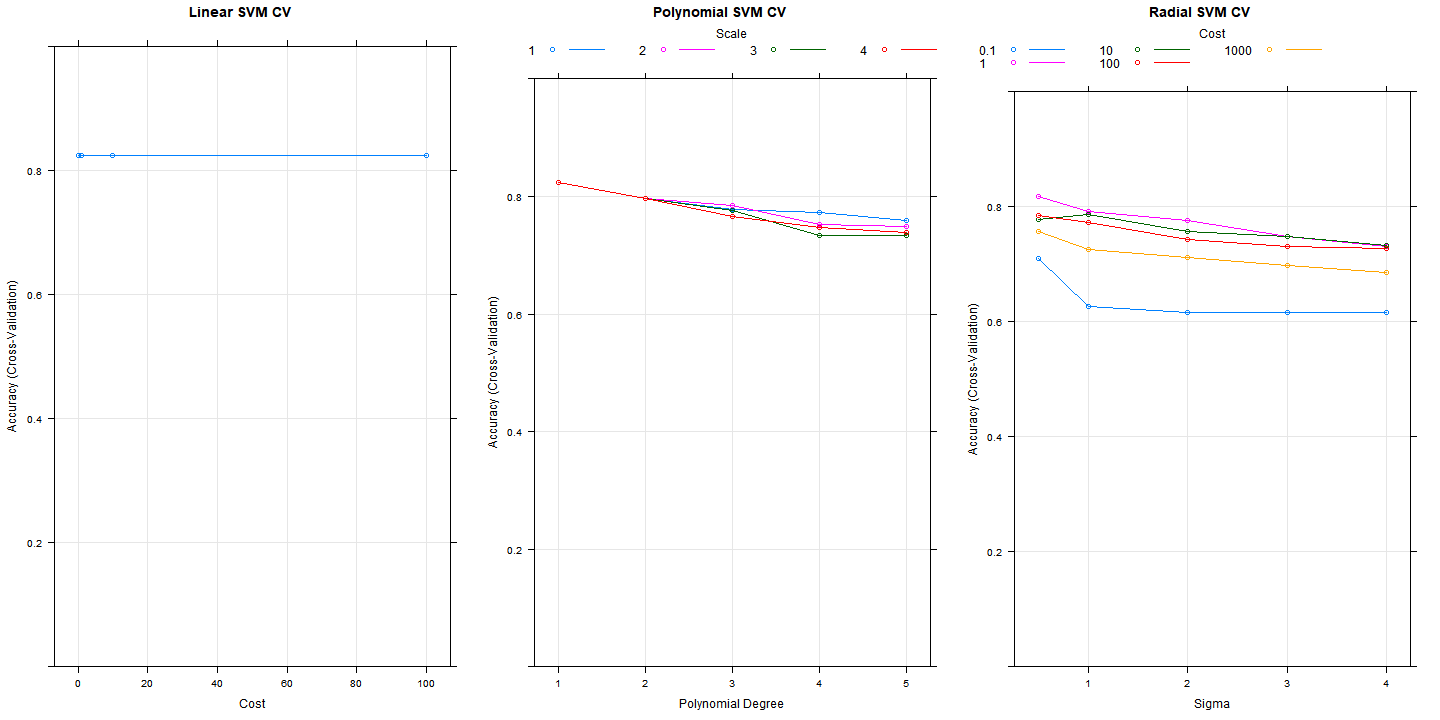 Linear SVM CV
Accuracy (Cross-Validation)
0.8
0.6
0.4
0.2
0 20 40 60 80 100
Cost
Polynomial SVM CV
Scale
1 2 3 4
Accuracy (Cross-Validation)
0.8
0.6
0.4
0.2
1 2 3 4 5
Polynomial Degree
Radial SVM CV
Cost
0.1 10 1000
1 100
Accuracy (Cross-Validation)
0.8
0.6
0.4
0.2
1 2 3 4
Sigma